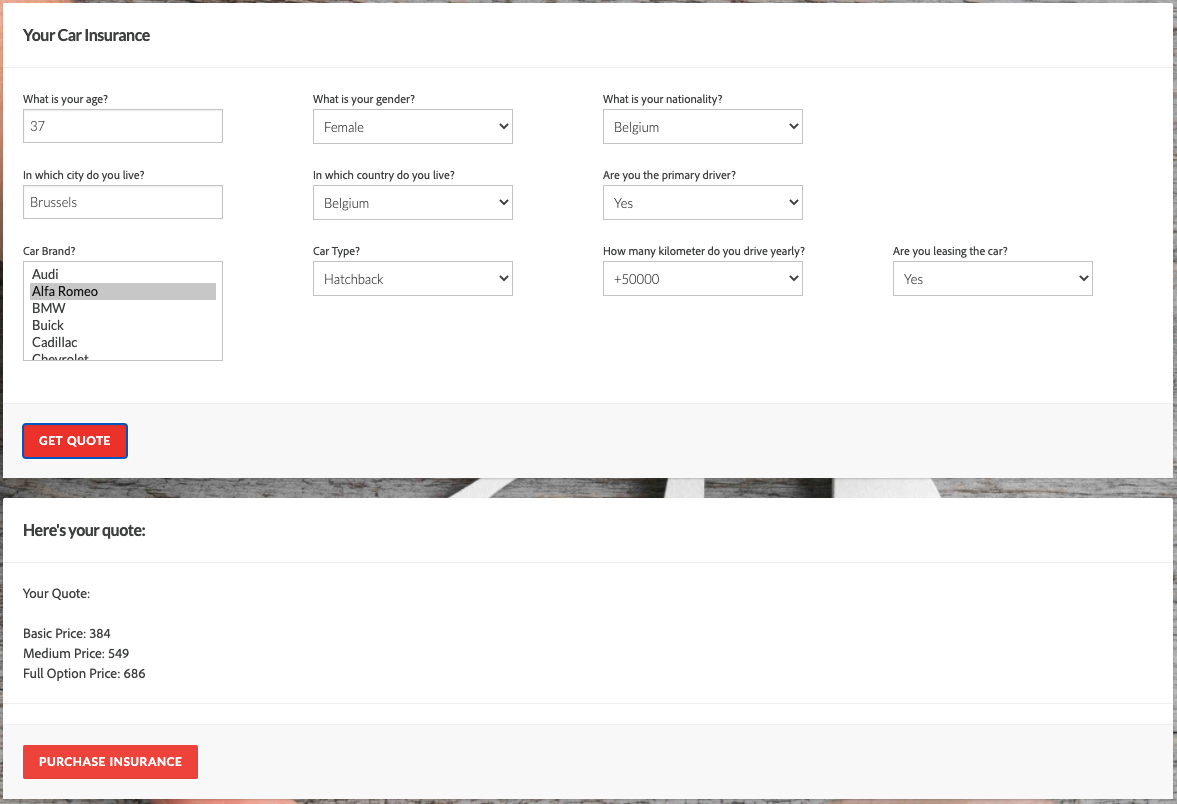 Your Car Insurance
What is your age?
What is your gender?
What is your nationality?
37
Female
Belgium
In which city do you live?
In which country do you live?
Are you the primary driver?
Brussels
Belgium
Yes
Car Brand?
Car Type?
How many kilometer do you drive yearly?
Are you leasing the car?
Audi
Alfa Romeo
BMW
Buick
Cadillac
Chevrolet
Hatchback
+50000
Yes
GET QUOTE
Here's your quote:
Your Quote:
Basic Price: 384
Medium Price: 549
Full Option Price: 686
PURCHASE INSURANCE